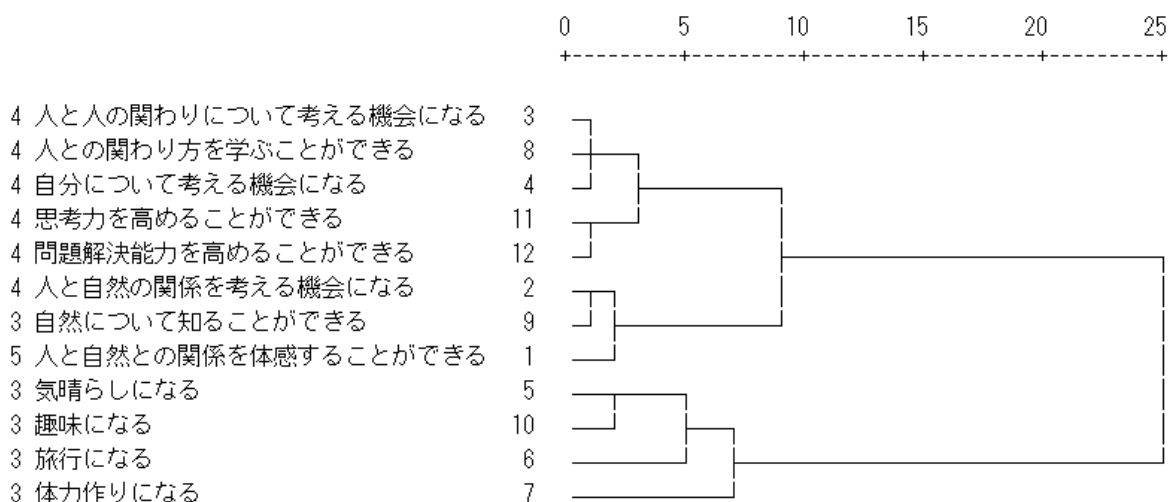 0 5 10 15 20 25
4 人と人の関わりについて考える機会になる 3
4 人との関わり方を学ぶことができる 8
4 自分について考える機会になる 4
4 思考力を高めることができる 11
4 問題解決能力を高めることができる 12
4 人と自然の関係を考える機会になる 2
3 自然について知ることができる 9
5 人と自然との関係を体感することができる 1
3 気晴らしになる 5
3 趣味になる 10
3 旅行になる 6
3 体力作りになる 7